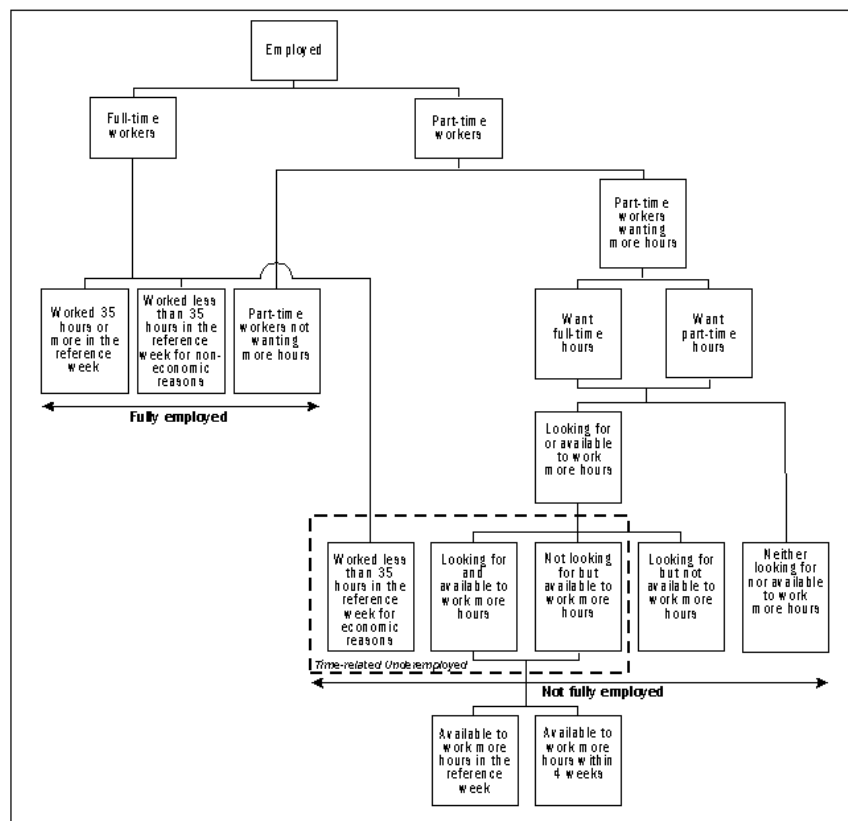 Employed
Full-time
workers
Part-time
workers
Part-time
workers
wanting
more hours
Worked 35
hours or
more in the
reference
week
Worked less
than 35
hours in the
reference
week for non-
economic
reasons
Part-time
workers not
wanting
more hours
Want
full-time
hours
Want
part-time
hours
Fully employed
Looking for
or available
to work
more hours
Worked less
than 35
hours in the
reference
week for
economic
reasons
Looking for
and
available to
work more
hours
Not looking
for but
available to
work more
hours
Looking for
but not
available to
work more
hours
Neither
looking for
nor available
to work
more hours
Time-related Underemployed
Not fully employed
Available to
work more
hours in the
reference
week
Available to
work more
hours within
4 weeks